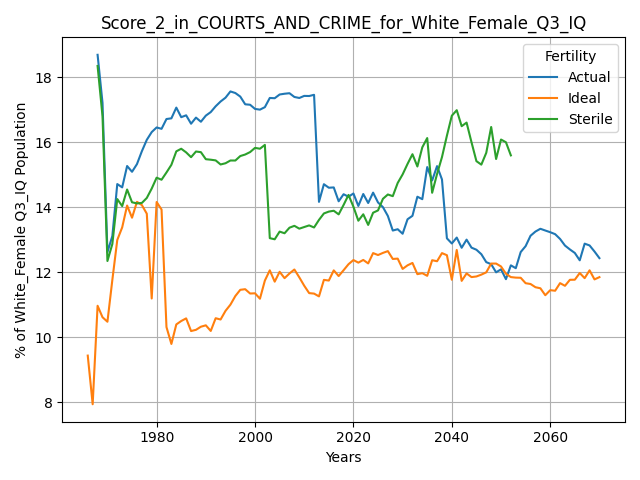 Score_2_in_COURTS_AND_CRIME_for_White_Female_Q3_IQ
% of White_Female Q3_IQ Population
18
16
14
12
10
8
Fertility
Actual
Ideal
Sterile
1980
2000
2020
2040
2060
Years